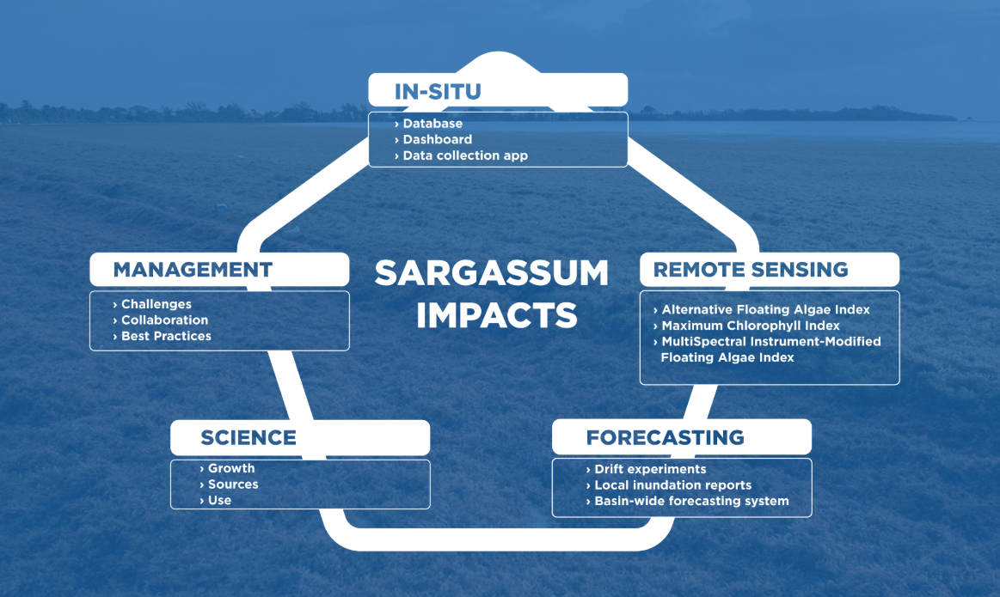 IN-SITU
› Database
› Dashboard
› Data collection app
MANAGEMENT
› Challenges
› Collaboration
› Best Practices
SARGASSUM
IMPACTS
REMOTE SENSING
› Alternative Floating Algae Index
› Maximum Chlorophyll Index
› MultiSpectral Instrument-Modified
Floating Algae Index
SCIENCE
› Growth
› Sources
› Use
FORECASTING
› Drift experiments
› Local inundation reports
› Basin-wide forecasting system